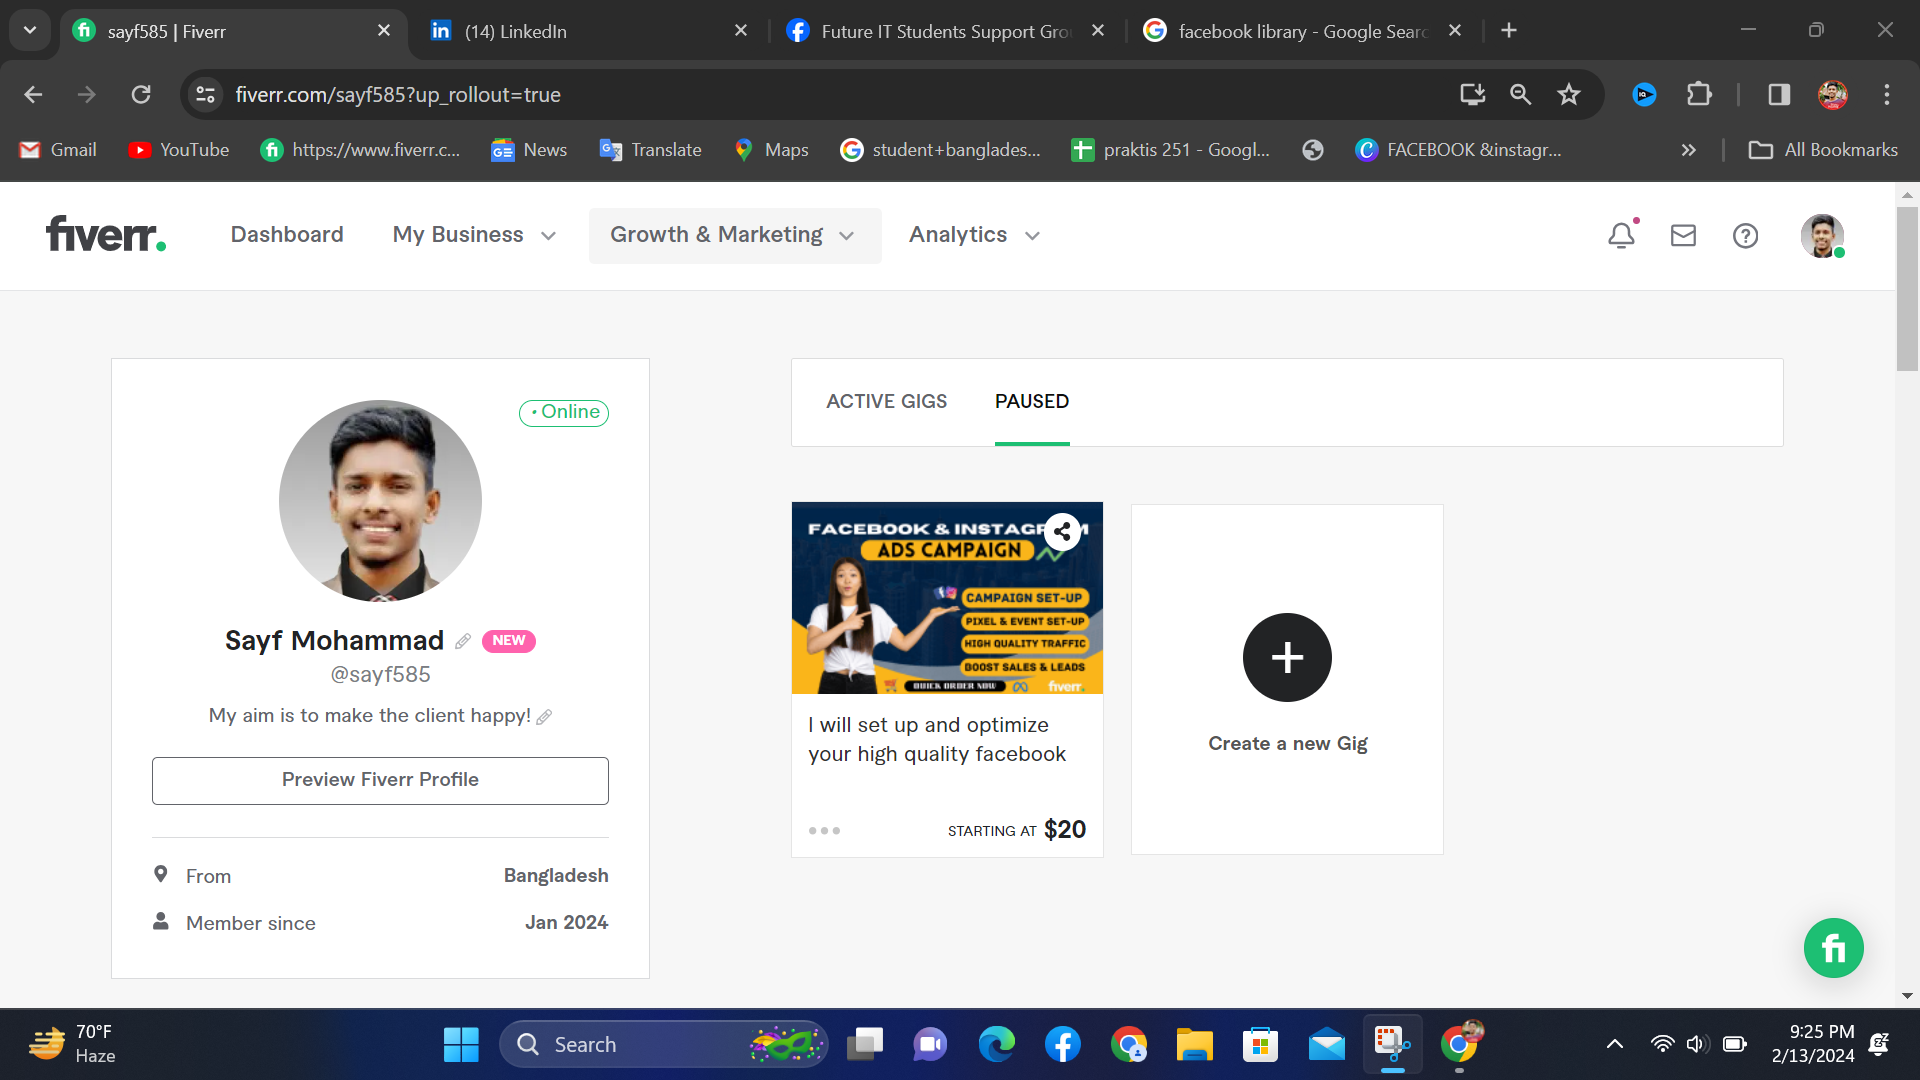 sayf585 | Fiverr
(14) LinkedIn
Future IT Students Support Gro
facebook library - Google Searc
fiverr.com/sayf585?up_rollout=true
Gmail
YouTube
https://www.fiverr.c...
News
Translate
Maps
student+banglades...
praktis 251 - Googl...
FACEBOOK &instagr...
All Bookmarks
fiverr.
Dashboard
My Business
Growth & Marketing
Analytics
Online
Sayf Mohammad
NEW
@sayf585
My aim is to make the client happy!
Preview Fiverr Profile
From
Bangladesh
Member since
Jan 2024
ACTIVE GIGS
PAUSED
FACEBOOK & INSTAGRAM
ADS CAMPAIGN
CAMPAIGN SET-UP
PIXEL & EVENT SET-UP
HIGH QUALITY TRAFFIC
BOOST SALES & LEADS
QUICK ORDER NOW
fiverr.
I will set up and optimize
your high quality facebook
STARTING AT $20
Create a new Gig
fi
70°F
Haze
Search
9:25 PM
2/13/2024